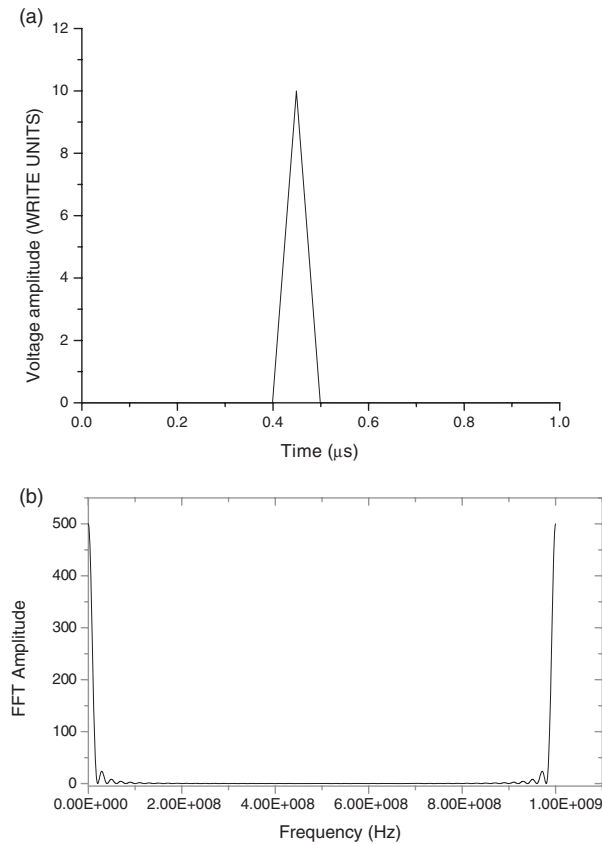 (a)
12
10
8
6
4
2
0
Voltage amplitude (WRITE UNITS)
0.0 0.2 0.4 0.6 0.8 1.0
Time (μs)
(b)
500
400
300
200
100
0
FFT Amplitude
0.00E+000 2.00E+008 4.00E+008 6.00E+008 8.00E+008 1.00E+009
Frequency (Hz)